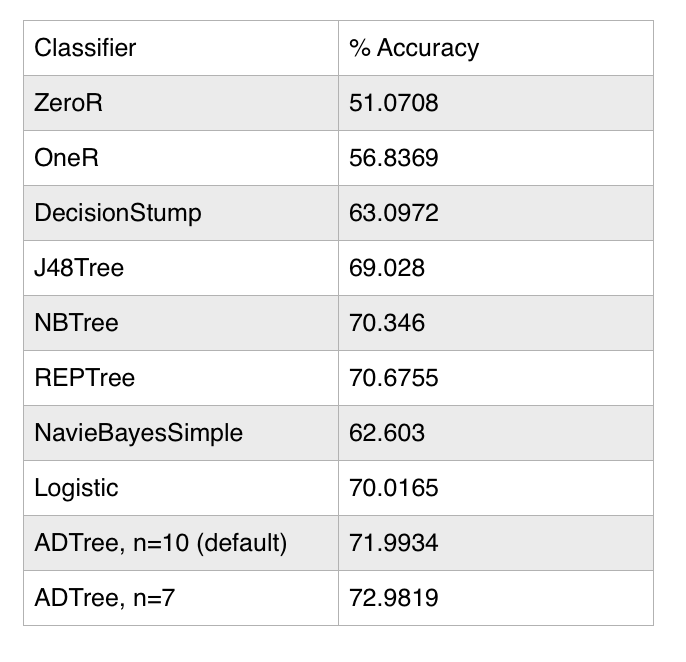 Classifier % Accuracy
ZeroR 51.0708
OneR 56.8369
DecisionStump 63.0972
J48Tree 69.028
NBTree 70.346
REPTree 70.6755
NavieBayesSimple 62.603
Logistic 70.0165
ADTree, n=10 (default) 71.9934
ADTree, n=7 72.9819